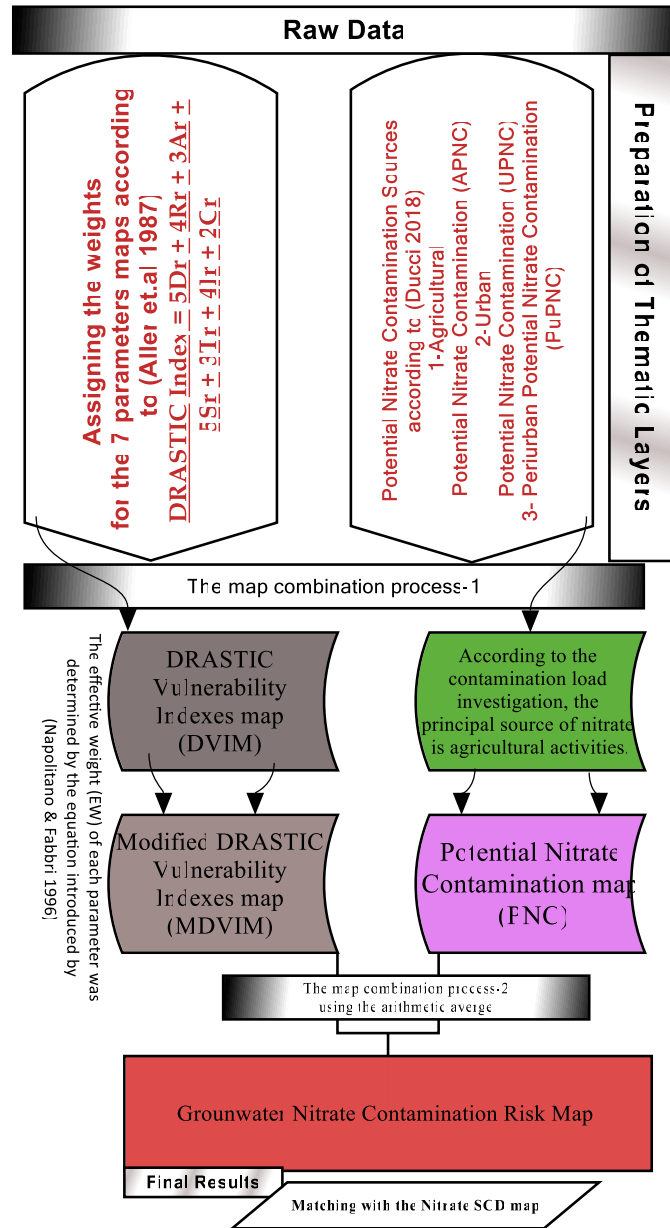 Raw Data
Preparation of Thematic Layers
Assigning the weights
for the 7 parameters maps according
to (Aller et.al 1987)
DRASTIC Index = 5Dr + 4Rr + 3Ar +
5Sr + 3Tr + 4Ir + 2Cr
Potential Nitrate Contamination Sources
according to (Ducci 2018)
1-Agricultural
Potential Nitrate Contamination (APNC)
2-Urban
Potential Nitrate Contamination (UPNC)
3- Periurban Potential Nitrate Contamination
(PuPNC)
The map combination process-1
The effective weight (EW) of each parameter was
determined by the equation introduced by
(Napolitano & Fabbri 1996)
DRASTIC
Vulnerability
Indexes map
(DVIM)
According to the
contamination load
investigation, the
principal source of nitrate
is agricultural activities.
Modified DRASTIC
Vulnerability
Indexes map
(MDVIM)
Potential Nitrate
Contamination map
(PNC)
The map combination process-2
using the arithmetic averge
Grounwater Nitrate Contamination Risk Map
Final Results
Matching with the Nitrate SCD map